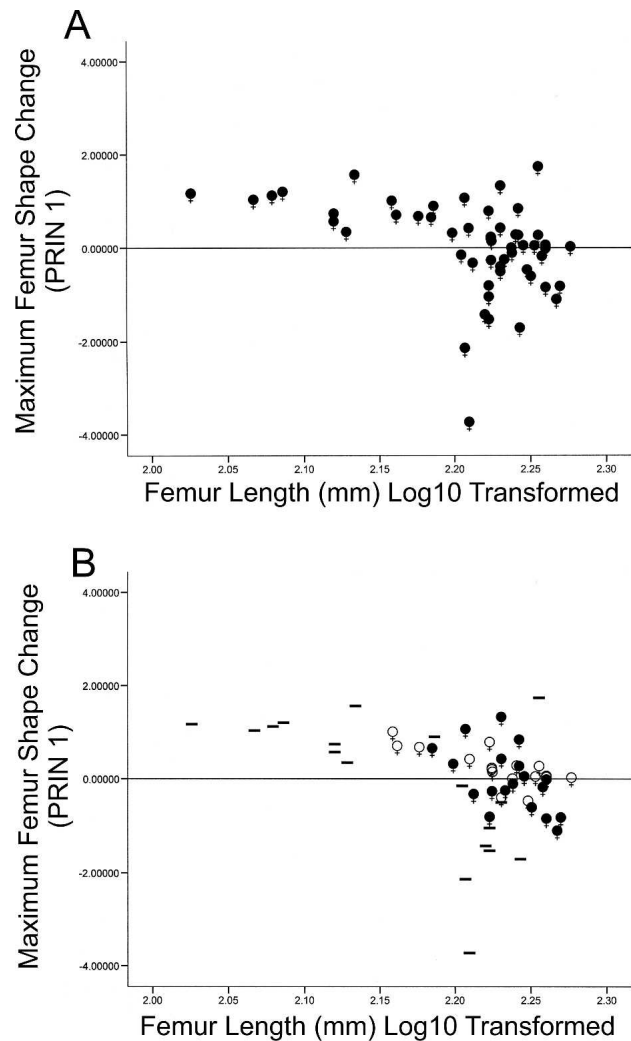 A
Maximum Femur Shape Change
(PRIN 1)
4.00000
2.00000
0.00000
-2.00000
-4.00000
2.00 2.05 2.10 2.15 2.20 2.25 2.30
Femur Length (mm) Log10 Transformed
B
Maximum Femur Shape Change
(PRIN 1)
4.00000
2.00000
0.00000
-2.00000
-4.00000
2.00 2.05 2.10 2.15 2.20 2.25 2.30
Femur Length (mm) Log10 Transformed